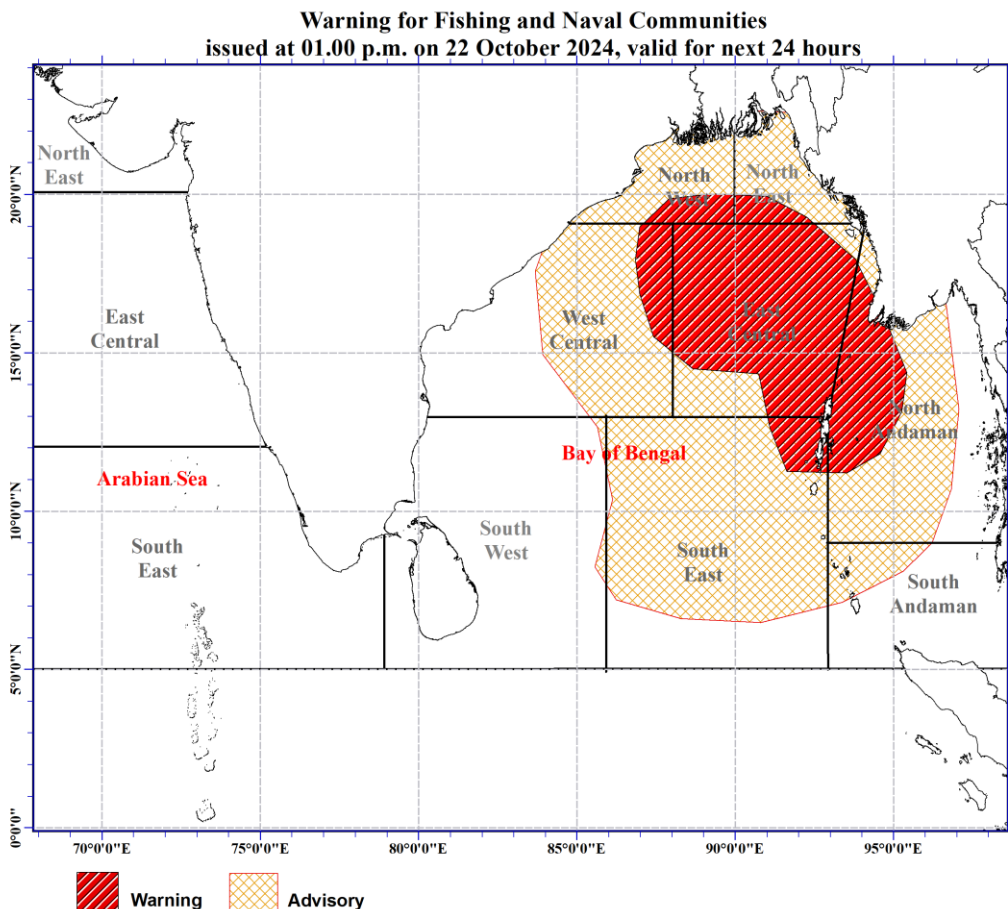 Warning for Fishing and Naval Communities
issued at 01.00 p.m. on 22 October 2024, valid for next 24 hours
North
East
North
West
North
East
20°0'0"N
East
Central
West
Central
East
Central
15°0'0"N
North
Andaman
Bay of Bengal
Arabian Sea
10°0'0"N
South
East
South
West
South
East
South
Andaman
5°0'0"N
0°0'0"
70°0'0"E
75°0'0"E
80°0'0"E
85°0'0"E
90°0'0"E
95°0'0"E
Warning
Advisory